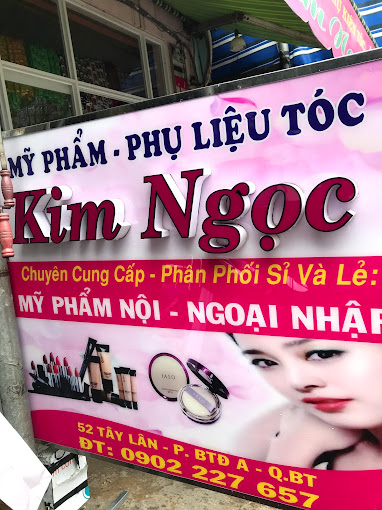 MỸ PHẨM - PHỤ LIỆU TÓC
Kim Ngọc
Chuyên Cung Cấp - Phân Phối Sỉ Và Lẻ:
MỸ PHẨM NỘI - NGOẠI NHẬP
JASO
52 TÂY LÂN - P. BTĐ A - Q.BT
ĐT: 0902 227 657